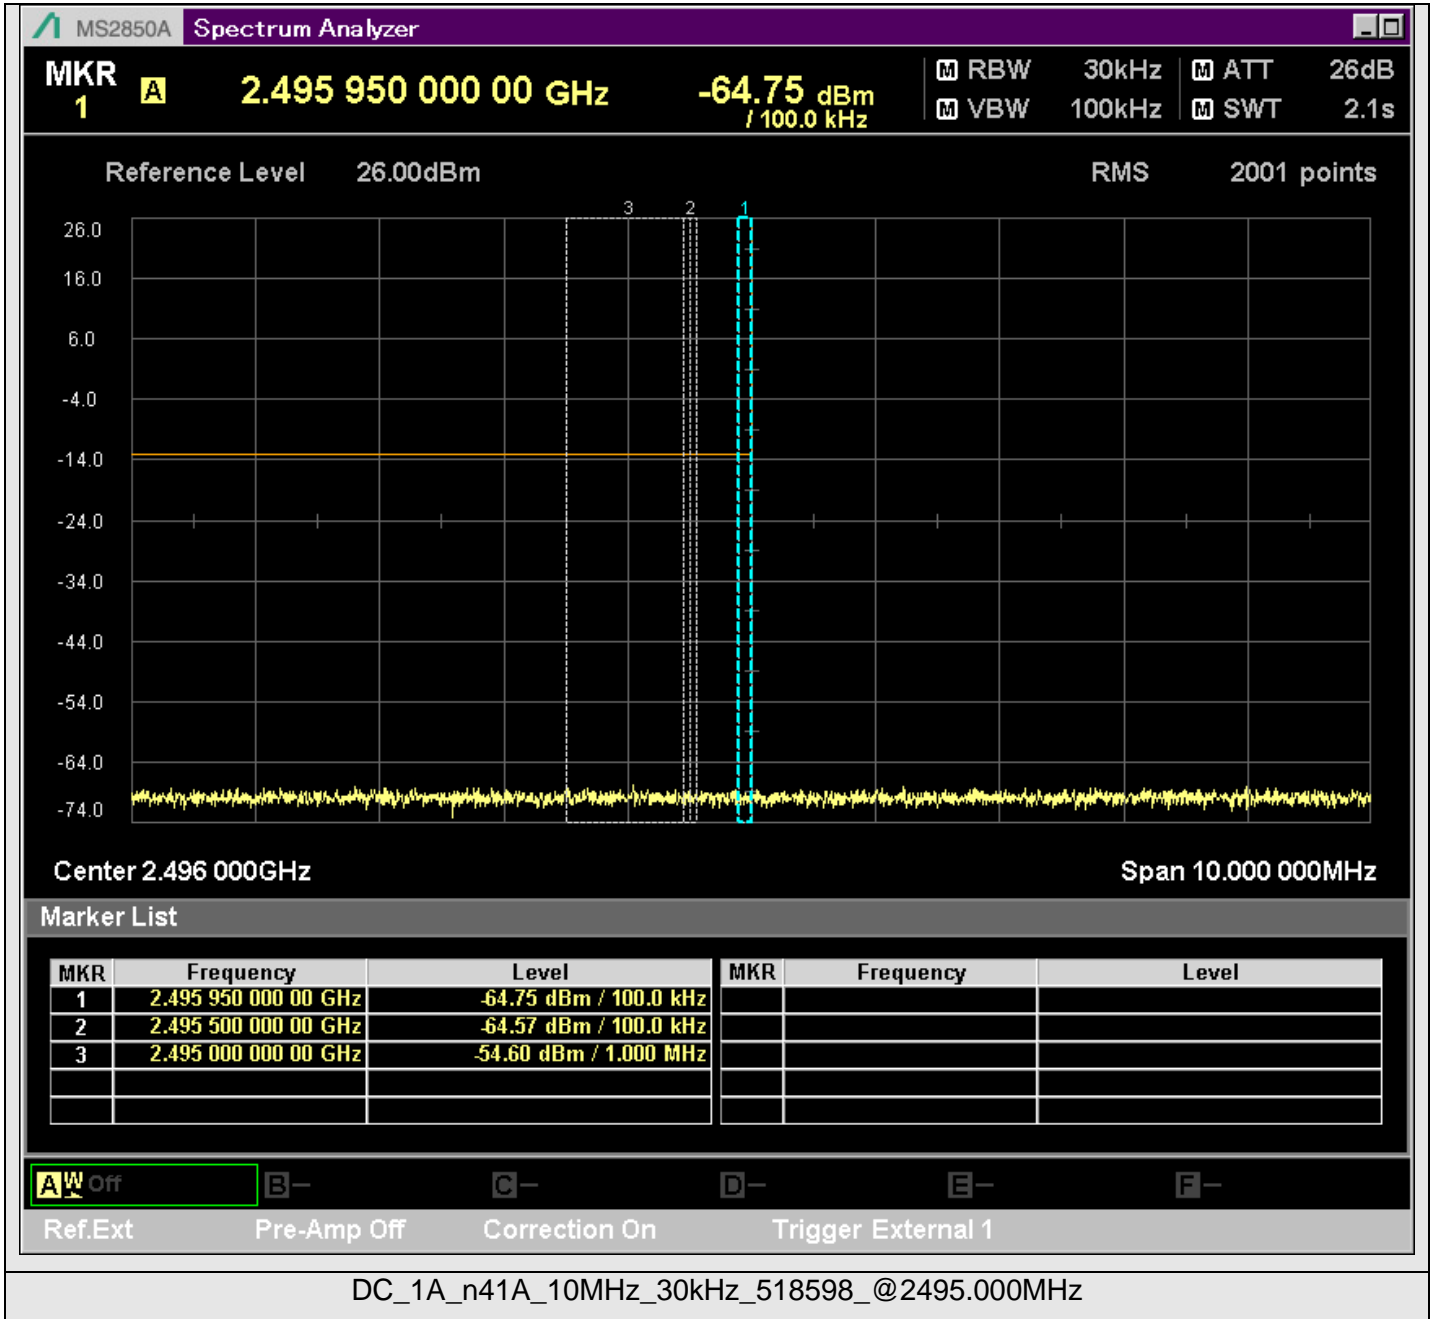 MS2850A Spectrum Analyzer
MKR 1 A 2.495 950 000 00 GHz -64.75 dBm / 100.0 kHz
M RBW 30kHz M ATT 26dB
M VBW 100kHz M SWT 2.1s
Reference Level 26.00dBm RMS 2001 points
3 2 1
26.0
16.0
6.0
-4.0
-14.0
-24.0
-34.0
-44.0
-54.0
-64.0
-74.0
Center 2.496 000GHz Span 10.000 000MHz
Marker List
MKR Frequency Level MKR Frequency Level
1 2.495 950 000 00 GHz -64.75 dBm / 100.0 kHz
2 2.495 500 000 00 GHz -64.57 dBm / 100.0 kHz
3 2.495 000 000 00 GHz -54.60 dBm / 1.000 MHz
A W Off B- C- D- E- F-
Ref.Ext Pre-Amp Off Correction On Trigger External 1
DC_1A_n41A_10MHz_30kHz_518598_@2495.000MHz